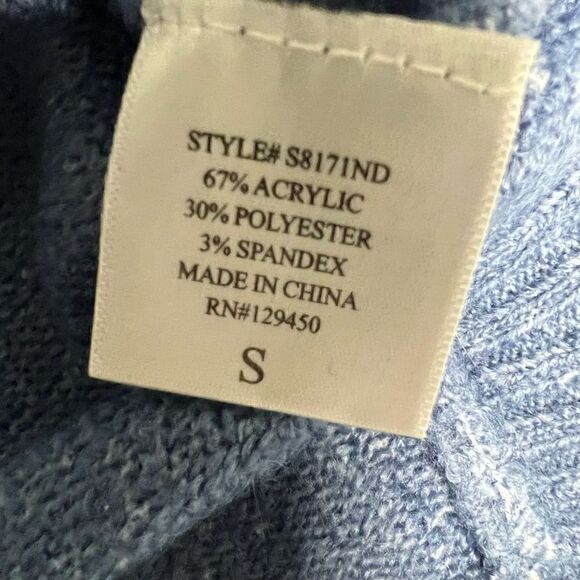 STYLE# S8171ND
67% ACRYLIC
30% POLYESTER
3% SPANDEX
MADE IN CHINA
RN#129450
S